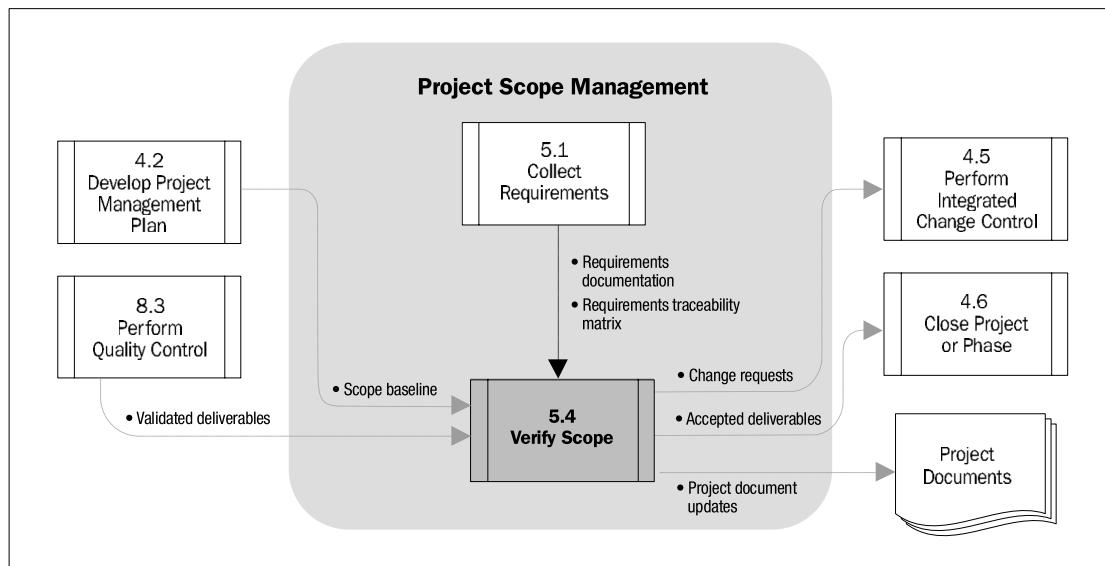 Project Scope Management
4.2
Develop Project
Management
Plan
5.1
Collect
Requirements
4.5
Perform
Integrated
Change Control
• Requirements
documentation
• Requirements traceability
matrix
8.3
Perform
Quality Control
4.6
Close Project
or Phase
• Scope baseline
• Validated deliverables
5.4
Verify Scope
• Change requests
• Accepted deliverables
• Project document
updates
Project
Documents